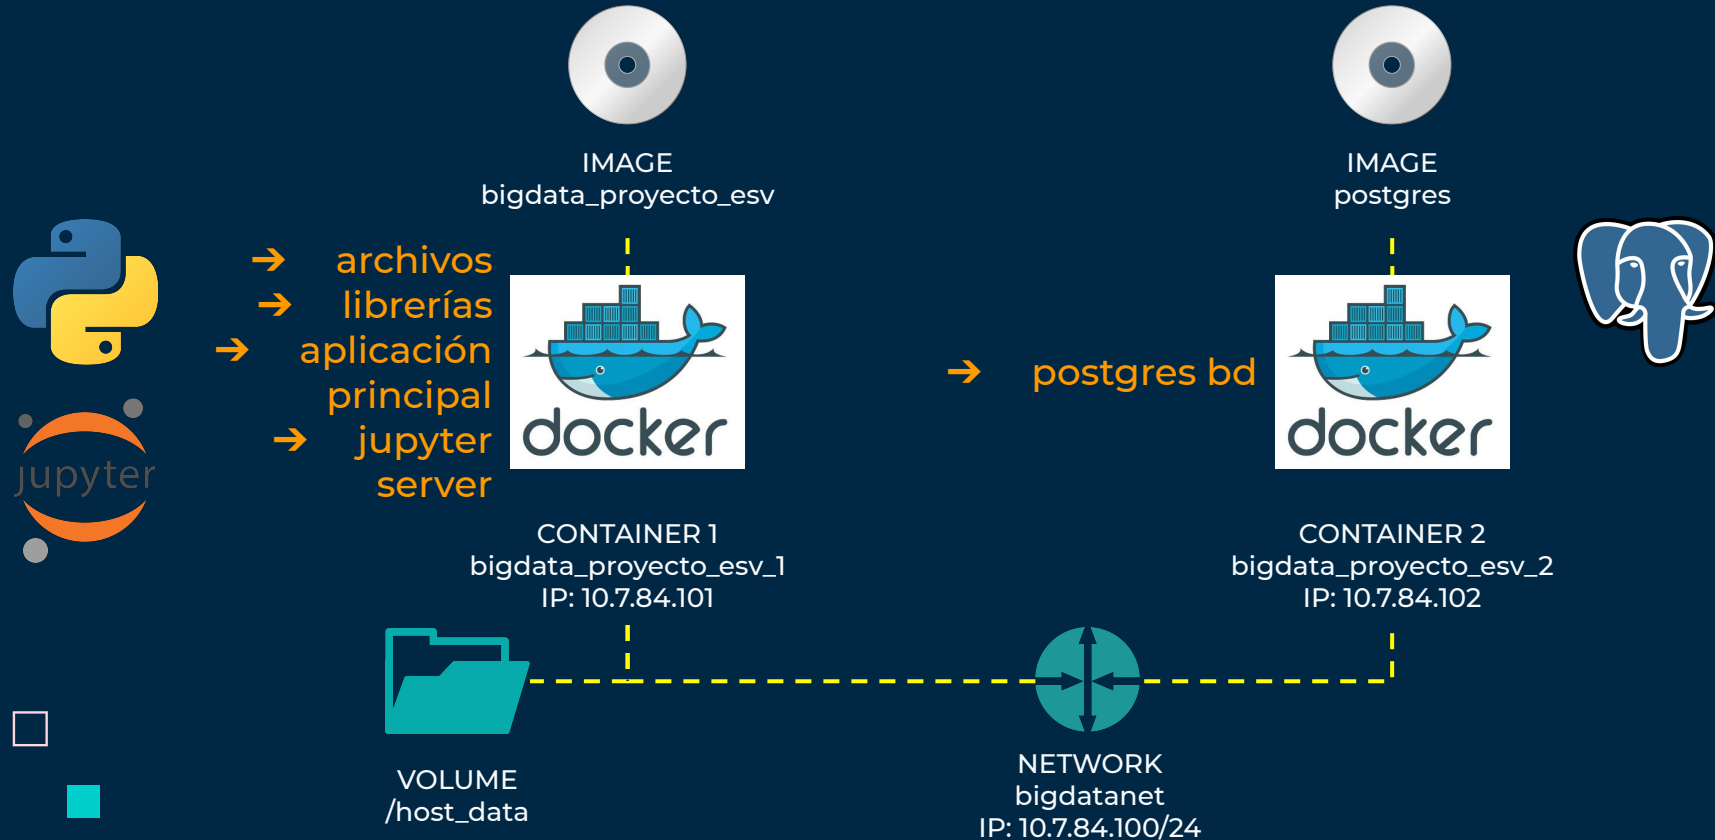 IMAGE
bigdata_proyecto_esv
IMAGE
postgres
➔ archivos
➔ librerías
➔ aplicación
principal
➔ jupyter
server
jupyter
docker
➔ postgres bd
docker
CONTAINER 1
bigdata_proyecto_esv_1
IP: 10.7.84.101
CONTAINER 2
bigdata_proyecto_esv_2
IP: 10.7.84.102
VOLUME
/host_data
NETWORK
bigdatanet
IP: 10.7.84.100/24